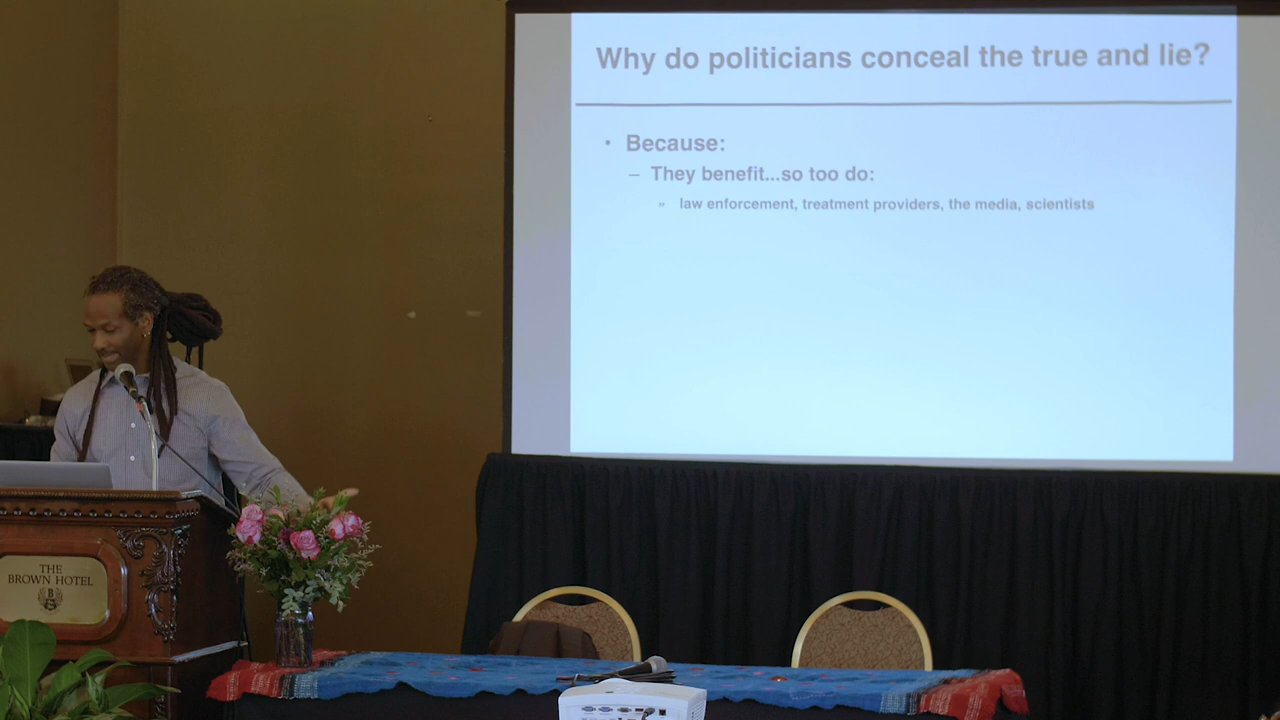 Why do politicians conceal the true and lie?
• Because:
– They benefit...so too do:
» law enforcement, treatment providers, the media, scientists
THE
BROWN HOTEL
B